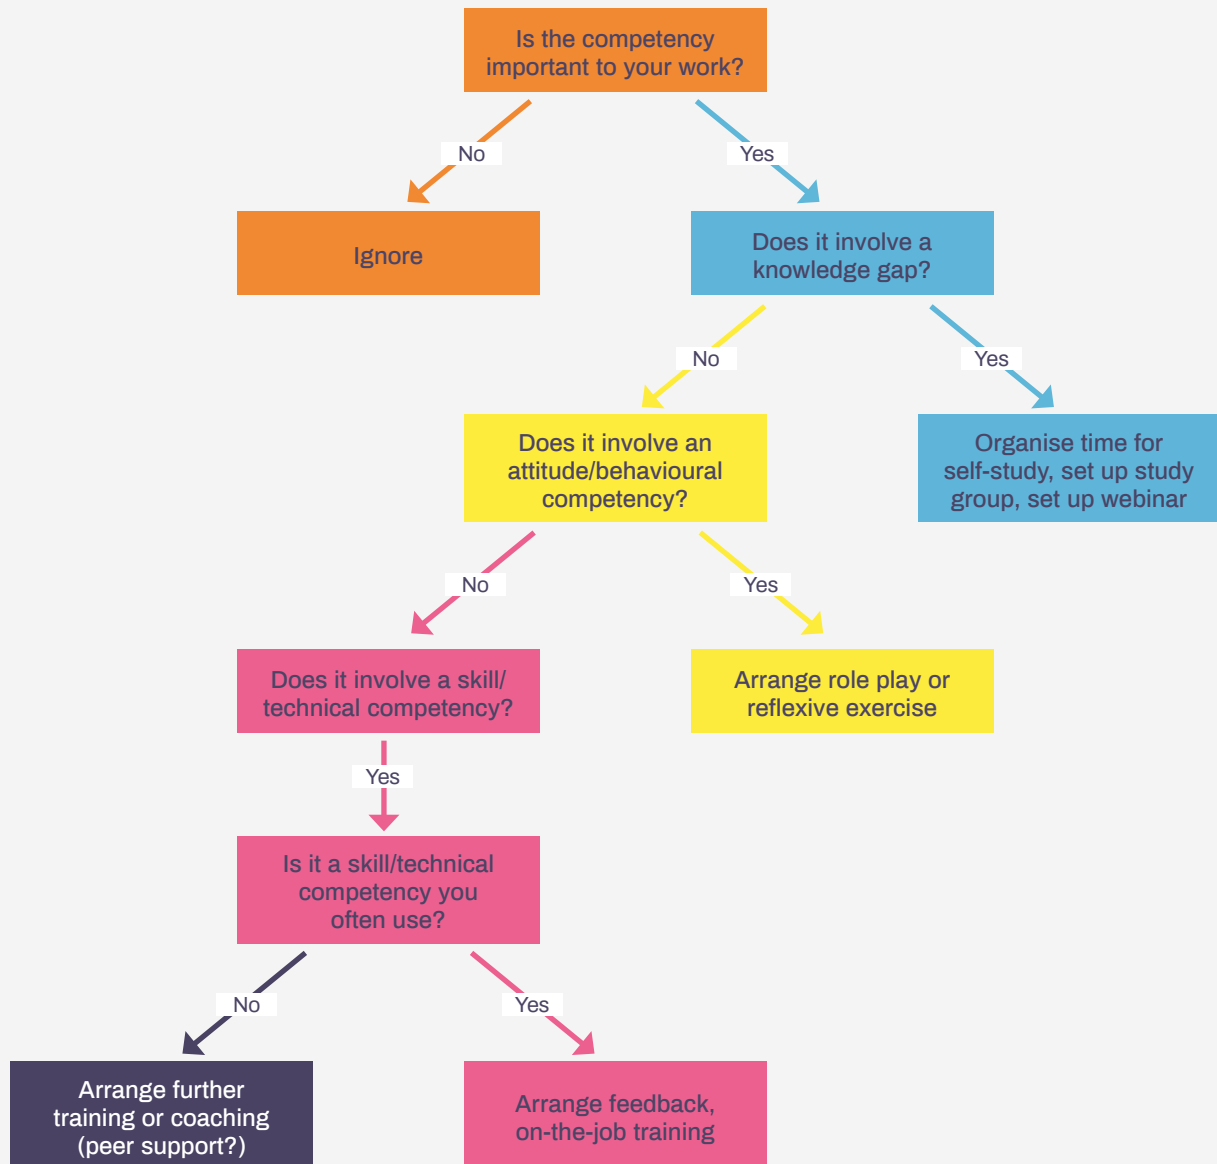 Is the competency
important to your work?
No
Yes
Ignore
Does it involve a
knowledge gap?
No
Yes
Does it involve an
attitude/behavioural
competency?
Organise time for
self-study, set up study
group, set up webinar
No
Yes
Does it involve a skill/
technical competency?
Arrange role play or
reflexive exercise
Yes
Is it a skill/technical
competency you
often use?
No
Yes
Arrange further
training or coaching
(peer support?)
Arrange feedback,
on-the-job training